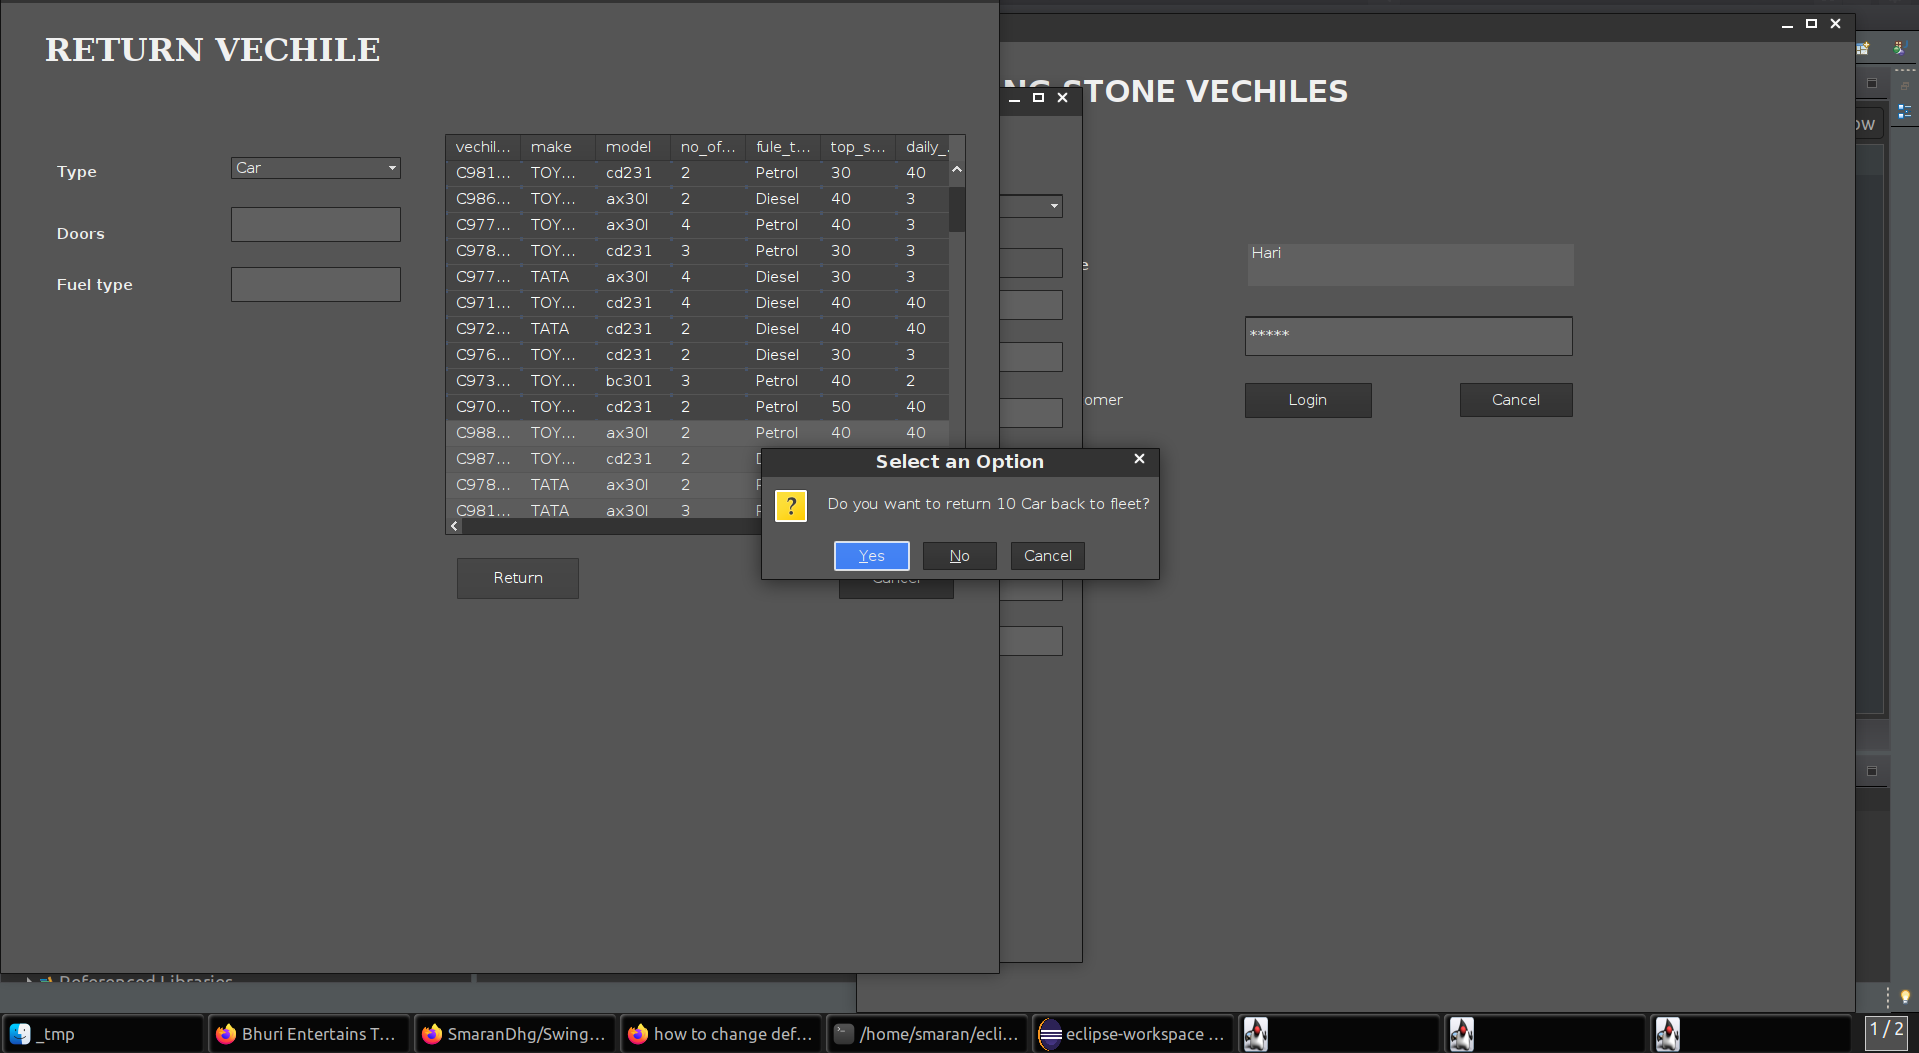 RETURN VECHILE
STONE VECHILES
Type
Car
Doors
Fuel type
vechil... make model no_of... fule_t... top_s... daily_
C981... TOY... cd231 2 Petrol 30 40
C986... TOY... ax30l 2 Diesel 40 3
C977... TOY... ax30l 4 Petrol 40 3
C978... TOY... cd231 3 Petrol 30 3
C977... TATA ax30l 4 Diesel 30 3
C971... TOY... cd231 4 Diesel 40 40
C972... TATA cd231 2 Diesel 40 40
C976... TOY... cd231 2 Diesel 30 3
C973... TOY... bc301 3 Petrol 40 2
C970... TOY... cd231 2 Petrol 50 40
C988... TOY... ax30l 2 Petrol 40 40
C987... TOY... cd231 2
C978... TATA ax30l 2
C981... TATA ax30l 3
Return
Cancel
Select an Option
?
Do you want to return 10 Car back to fleet?
Yes No Cancel
Hari
*****
omer
Login Cancel
Referenced Libraries
_tmp
Bhuri Entertains T...
SmaranDhg/Swing...
how to change def...
/home/smaran/ecli...
eclipse-workspace ...
1 / 2